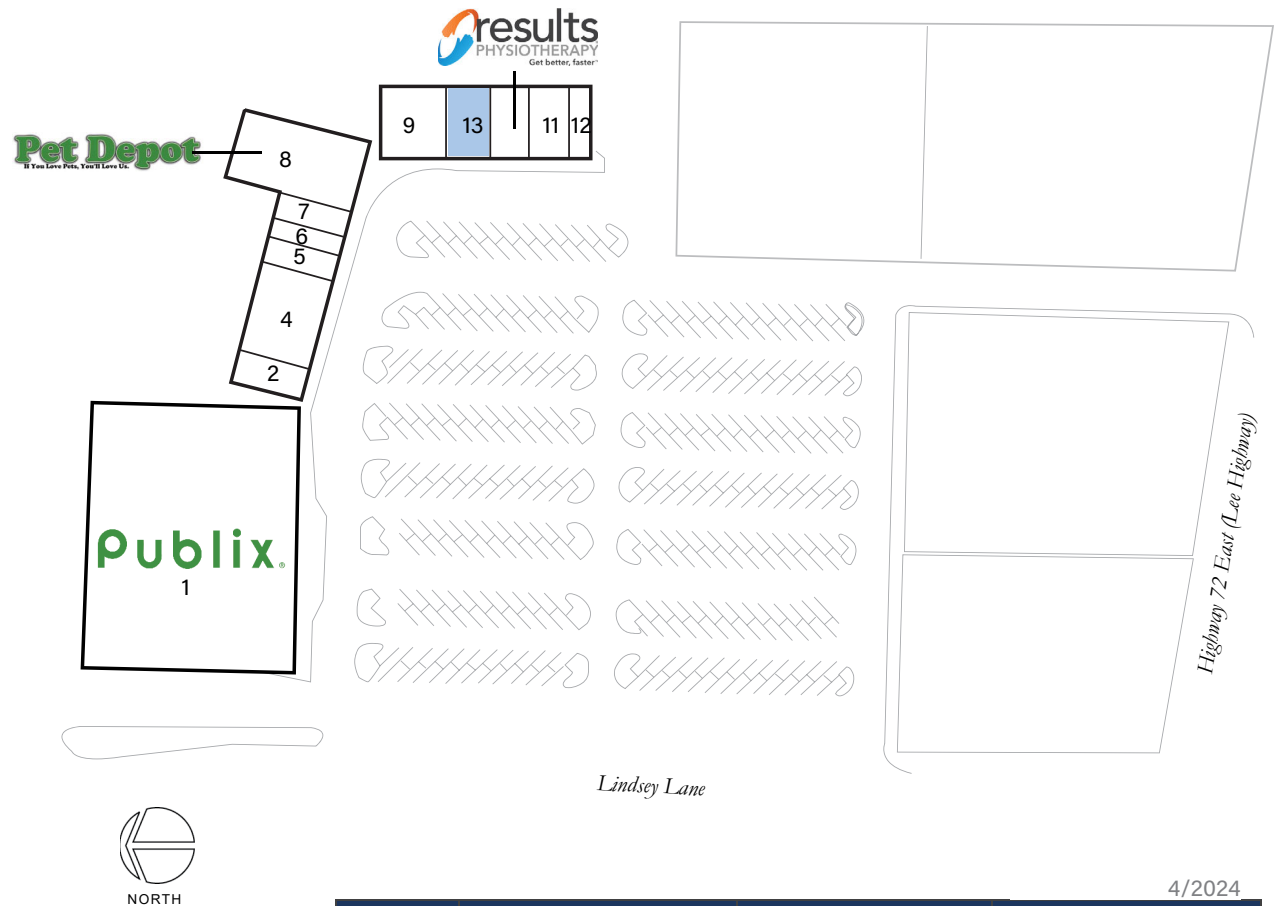 results
PHYSIOTHERAPY
Get better, faster
9
13
11
12
Pet Depot
If You Love Pets, You'll Love Us.
8
7
6
5
4
2
Publix
1
Highway 72 East (Lee Highway)
Lindsey Lane
NORTH
4/2024